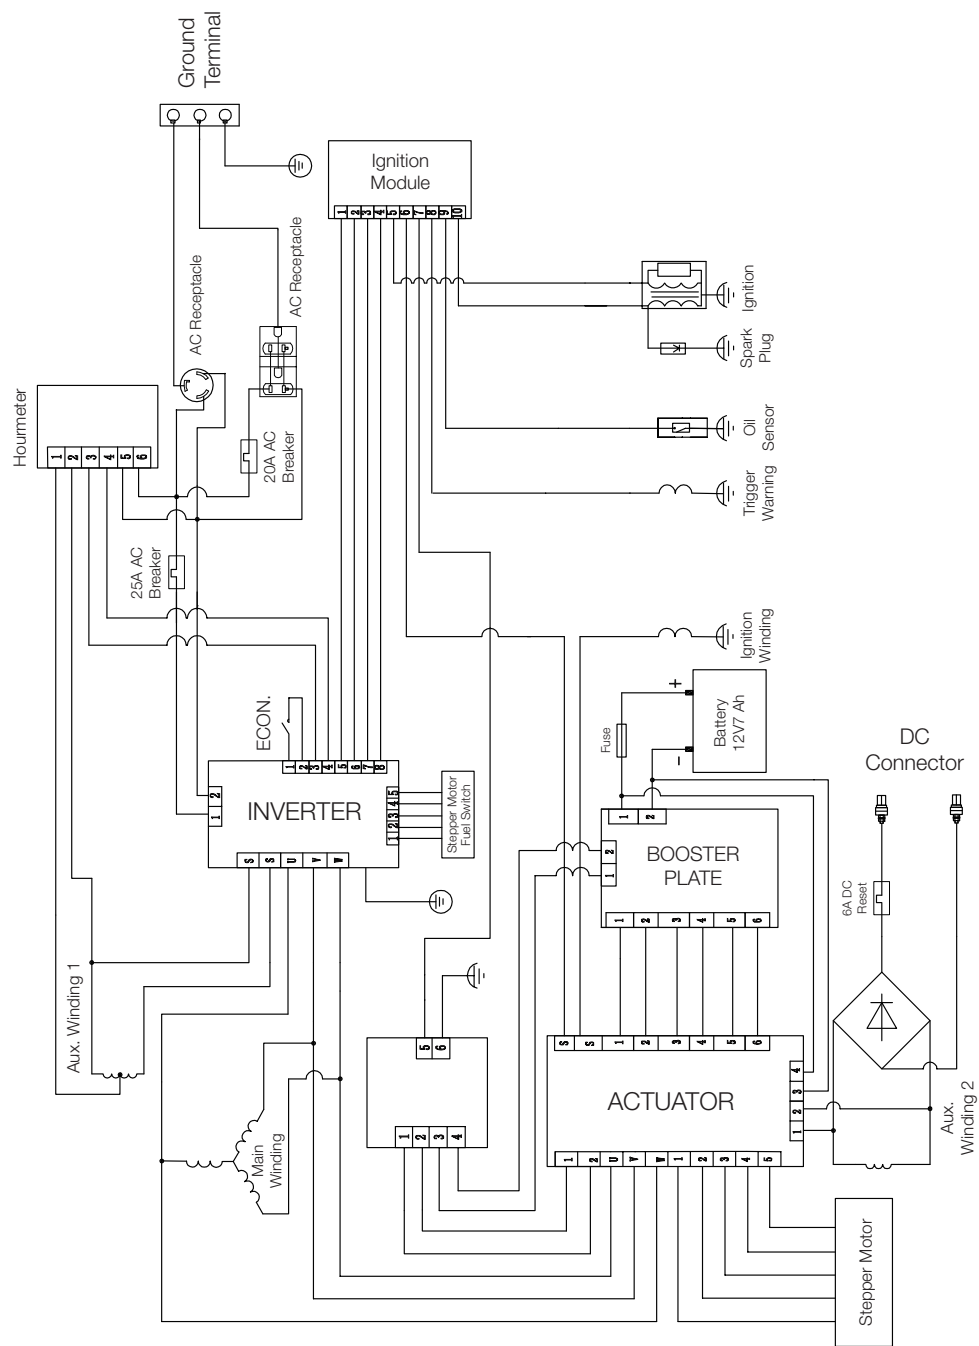 Ground
Terminal
Ignition
Module
1
2
3
4
5
6
7
8
9
10
AC Receptacle
AC Receptacle
Hourmeter
1
2
3
4
5
6
20A AC
Breaker
25A AC
Breaker
Ignition
Spark
Plug
Oil
Sensor
Trigger
Warning
Ignition
Winding
ECON.
INVERTER
1
2
1
2
3
4
5
6
7
8
S
S
U
V
W
1
2
3
4
5
Stepper Motor
Fuel Switch
Fuse
+
-
Battery
12V7 Ah
DC
Connector
6A DC
Reset
BOOSTER
PLATE
1
2
1
2
1
2
3
4
5
6
Aux. Winding 1
Main
Winding
5
6
1
2
3
4
ACTUATOR
S
S
1
2
3
4
5
6
4
3
2
1
1
2
U
V
W
1
2
3
4
5
Aux.
Winding 2
Stepper Motor